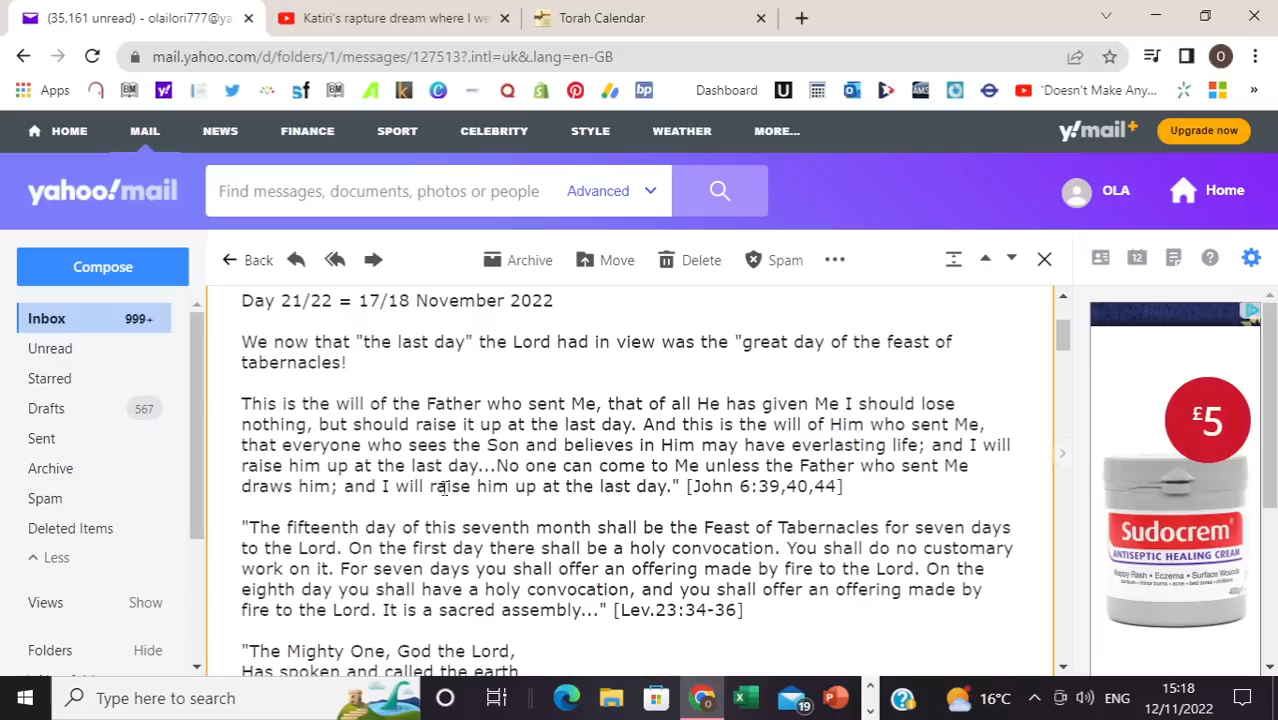 (35,161 unread) - olailori777@ya
Katiri's rapture dream where I we
Torah Calendar
mail.yahoo.com/d/folders/1/messages/127513?.intl=uk&.lang=en-GB
Apps
Dashboard
'Doesn't Make Any...
HOME
MAIL
NEWS
FINANCE
SPORT
CELEBRITY
STYLE
WEATHER
MORE...
y!mail+
Upgrade now
yahoo!mail
Find messages, documents, photos or people
Advanced
OLA
Home
Compose
Back
Archive
Move
Delete
Spam
Inbox 999+
Unread
Starred
Drafts 567
Sent
Archive
Spam
Deleted Items
Less
Views Show
Folders Hide
Day 21/22 = 17/18 November 2022
We now that "the last day" the Lord had in view was the "great day of the feast of
tabernacles!
This is the will of the Father who sent Me, that of all He has given Me I should lose
nothing, but should raise it up at the last day. And this is the will of Him who sent Me,
that everyone who sees the Son and believes in Him may have everlasting life; and I will
raise him up at the last day...No one can come to Me unless the Father who sent Me
draws him; and I will raise him up at the last day." [John 6:39,40,44]
"The fifteenth day of this seventh month shall be the Feast of Tabernacles for seven days
to the Lord. On the first day there shall be a holy convocation. You shall do no customary
work on it. For seven days you shall offer an offering made by fire to the Lord. On the
eighth day you shall have a holy convocation, and you shall offer an offering made by
fire to the Lord. It is a sacred assembly..." [Lev.23:34-36]
"The Mighty One, God the Lord,
Has spoken and called the earth
£5
Sudocrem
ANTISEPTIC HEALING CREAM
Nappy Rash • Eczema • Surface Wounds
Type here to search
19
16°C
ENG
15:18
12/11/2022